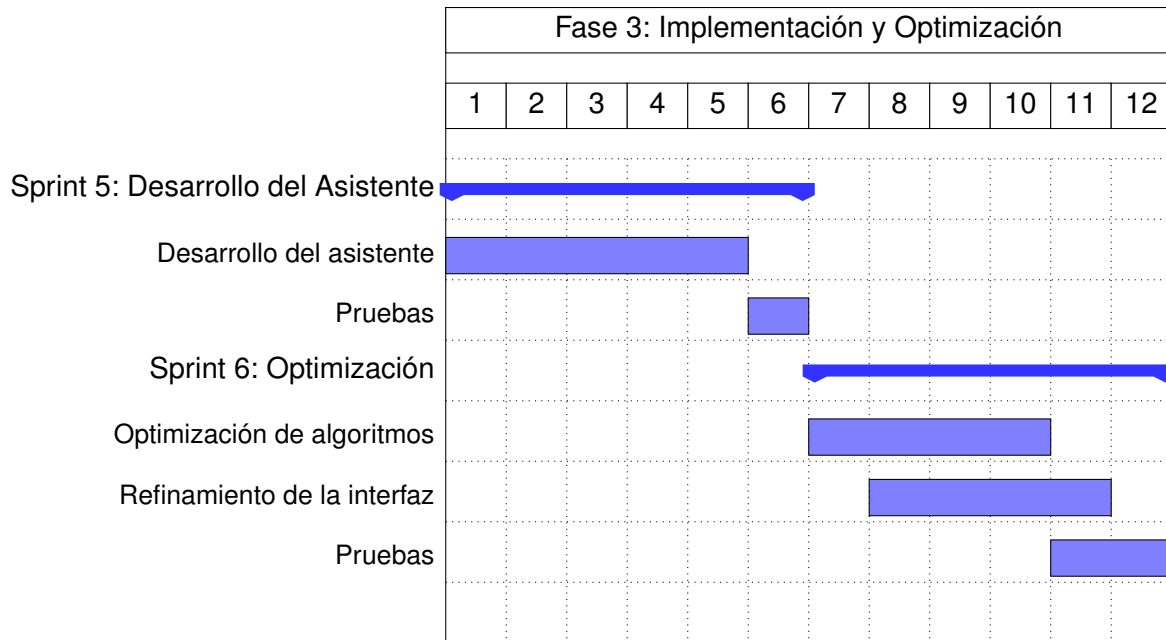 Fase 3: Implementación y Optimización
1 2 3 4 5 6 7 8 9 10 11 12
Sprint 5: Desarrollo del Asistente
Desarrollo del asistente
Pruebas
Sprint 6: Optimización
Optimización de algoritmos
Refinamiento de la interfaz
Pruebas